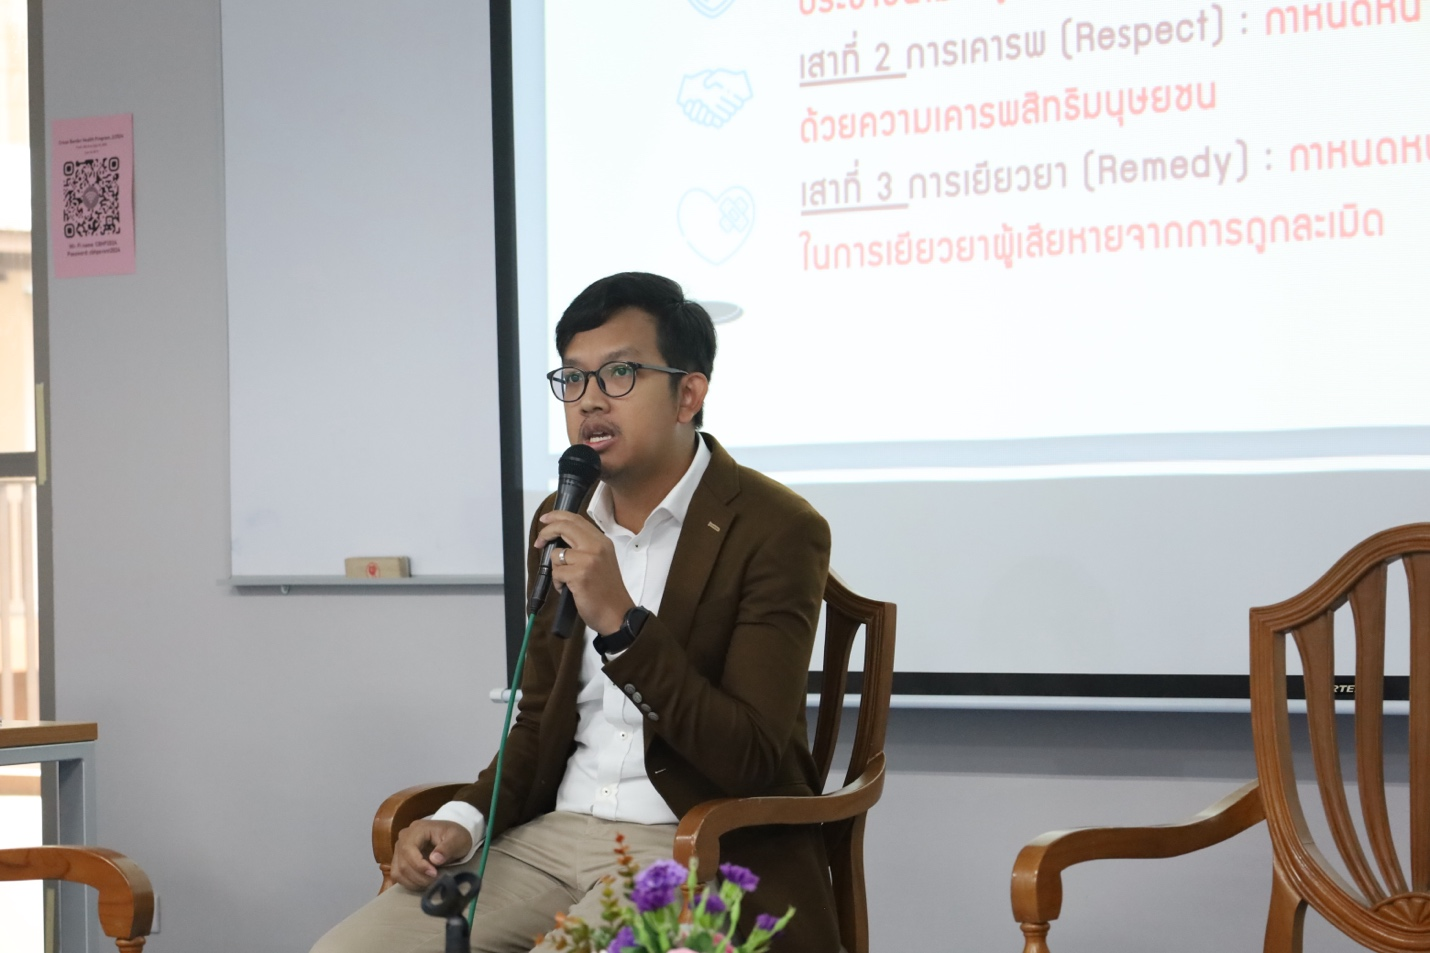 เสาที่ 2 การเคารพ (Respect) : กำหนดหน้
ด้วยความเคารพสิทธิมนุษยชน
เสาที่ 3 การเยียวยา (Remedy) : กำหนดหน
ในการเยียวยาผู้เสียหายจากการถูกละเมิด